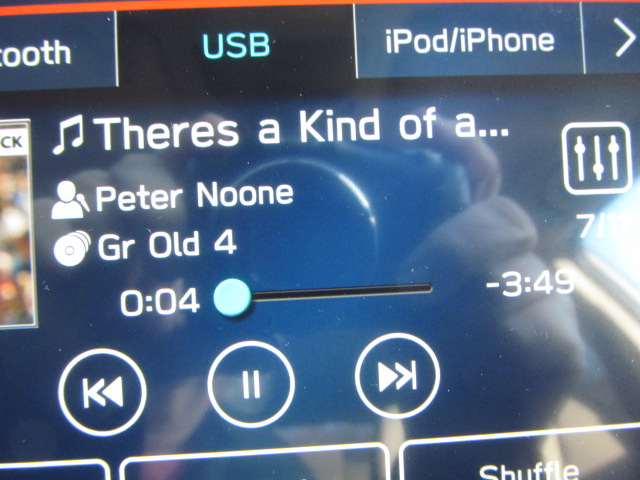 tooth USB iPod/iPhone
CK
Theres a Kind of a...
Peter Noone
7/11
Gr Old 4
0:04 -3:49
Shuffle